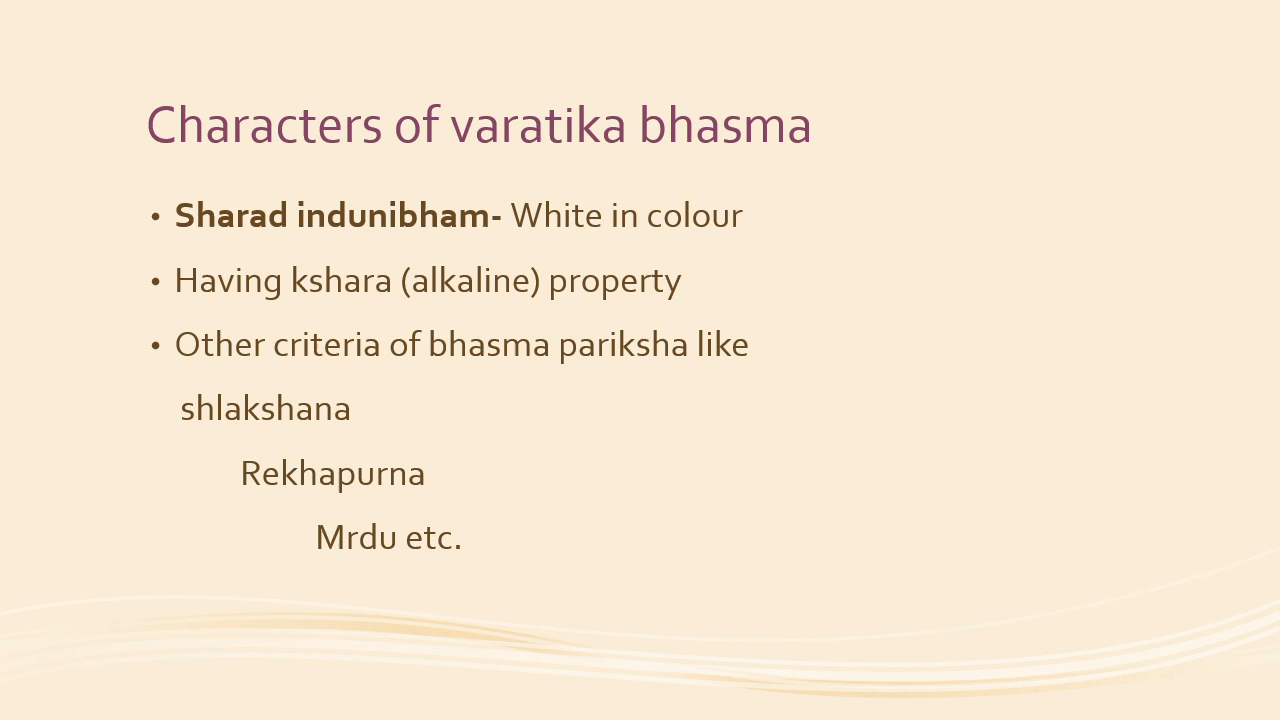 Characters of varatika bhasma
• Sharad indunibham- White in colour
• Having kshara (alkaline) property
• Other criteria of bhasma pariksha like
shlakshana
Rekhapurna
Mrdu etc.